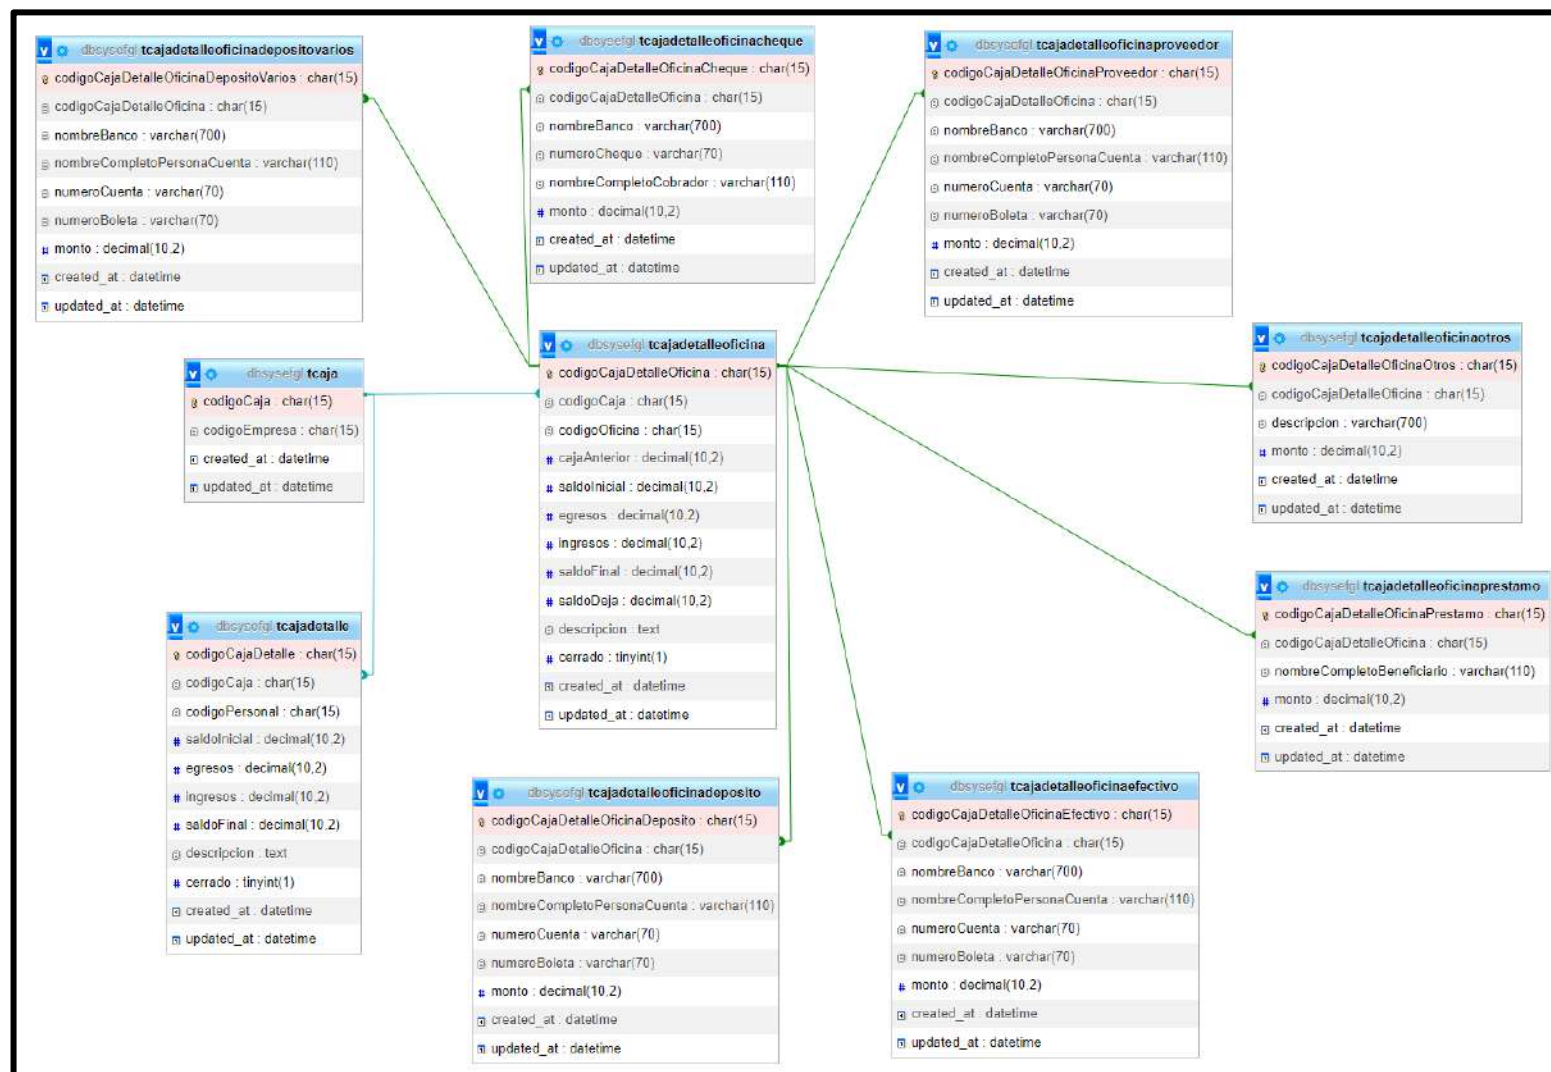 dbsysefgl tcajadetalleoficinadepositovarios
codigoCajaDetalleOficinaDepositoVarios : char(15)
codigoCajaDetalleOficina : char(15)
nombreBanco : varchar(700)
nombreCompletoPersonaCuenta : varchar(110)
numeroCuenta : varchar(70)
numeroBoleta : varchar(70)
monto : decimal(10,2)
created_at : datetime
updated_at : datetime
dbsysefgl tcajadetalleoficinacheque
codigoCajaDetalleOficinaCheque : char(15)
codigoCajaDetalleOficina : char(15)
nombreBanco : varchar(700)
numeroCheque : varchar(70)
nombreCompletoCobrador : varchar(110)
monto : decimal(10,2)
created_at : datetime
updated_at : datetime
dbsysefgl tcajadetalleoficinaproveedor
codigoCajaDetalleOficinaProveedor : char(15)
codigoCajaDetalleOficina : char(15)
nombreBanco : varchar(700)
nombreCompletoPersonaCuenta : varchar(110)
numeroCuenta : varchar(70)
numeroBoleta : varchar(70)
monto : decimal(10,2)
created_at : datetime
updated_at : datetime
dbsysefgl tcaja
codigoCaja : char(15)
codigoEmpresa : char(15)
created_at : datetime
updated_at : datetime
dbsysefgl tcajadetalleoficina
codigoCajaDetalleOficina : char(15)
codigoCaja : char(15)
codigoOficina : char(15)
cajaAnterior : decimal(10,2)
saldoInicial : decimal(10,2)
egresos : decimal(10,2)
ingresos : decimal(10,2)
saldoFinal : decimal(10,2)
saldoDeja : decimal(10,2)
descripcion : text
cerrado : tinyint(1)
created_at : datetime
updated_at : datetime
dbsysefgl tcajadetalleoficinaotros
codigoCajaDetalleOficinaOtros : char(15)
codigoCajaDetalleOficina : char(15)
descripcion : varchar(700)
monto : decimal(10,2)
created_at : datetime
updated_at : datetime
dbsysefgl tcajadetalleoficinaprestamo
codigoCajaDetalleOficinaPrestamo : char(15)
codigoCajaDetalleOficina : char(15)
nombreCompletoBeneficiario : varchar(110)
monto : decimal(10,2)
created_at : datetime
updated_at : datetime
dbsysefgl tcajadetalle
codigoCajaDetalle : char(15)
codigoCaja : char(15)
codigoPersonal : char(15)
saldoInicial : decimal(10,2)
egresos : decimal(10,2)
ingresos : decimal(10,2)
saldoFinal : decimal(10,2)
descripcion : text
cerrado : tinyint(1)
created_at : datetime
updated_at : datetime
dbsysefgl tcajadetalleoficinadeposito
codigoCajaDetalleOficinaDeposito : char(15)
codigoCajaDetalleOficina : char(15)
nombreBanco : varchar(700)
nombreCompletoPersonaCuenta : varchar(110)
numeroCuenta : varchar(70)
numeroBoleta : varchar(70)
monto : decimal(10,2)
created_at : datetime
updated_at : datetime
dbsysefgl tcajadetalleoficinaefectivo
codigoCajaDetalleOficinaEfectivo : char(15)
codigoCajaDetalleOficina : char(15)
nombreBanco : varchar(700)
nombreCompletoPersonaCuenta : varchar(110)
numeroCuenta : varchar(70)
numeroBoleta : varchar(70)
monto : decimal(10,2)
created_at : datetime
updated_at : datetime